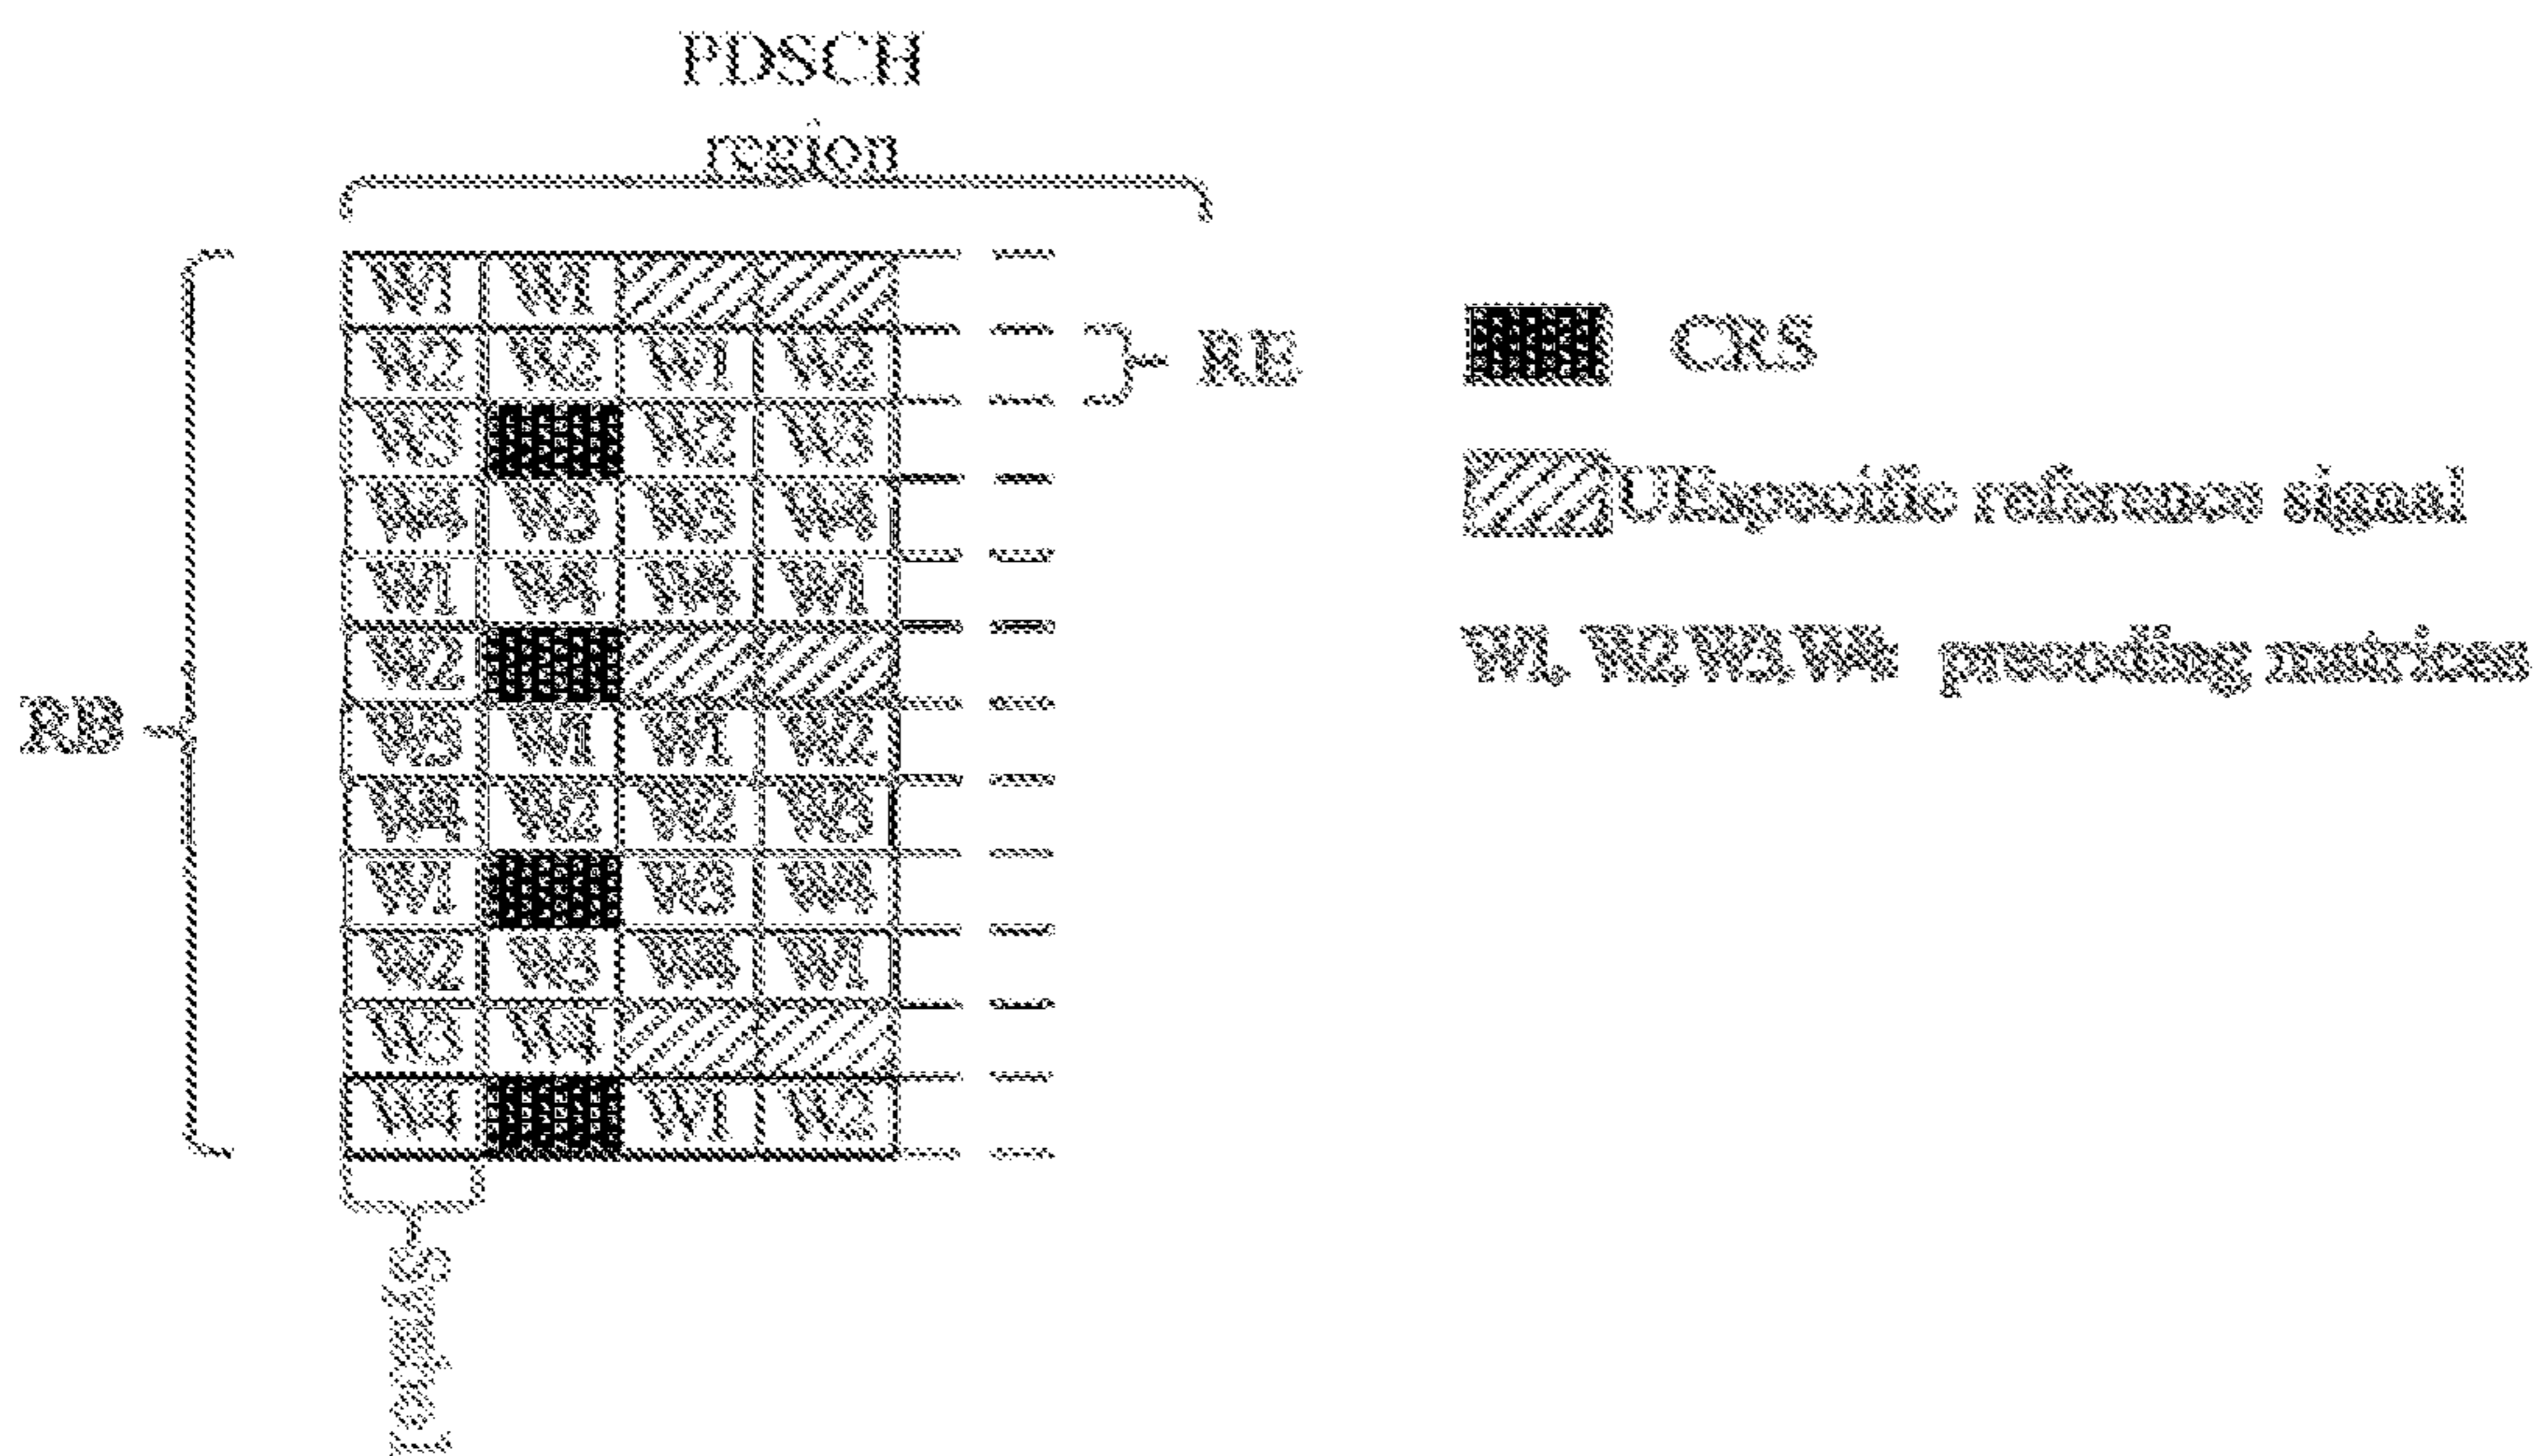 PDSCH
region
W1 W1
W2 W2 W1 W2
RE
CRS
W3 W2 W3
W4 W3 W3 W4
UEspecific reference signal
W1 W4 W4 W1
W2
W1, W2,W3,W4 precoding matrices
RB
W3 W1 W1 W2
W4 W2 W2 W3
W1 W3 W4
W2 W3 W4 W1
W3 W4
W4 W1 W2